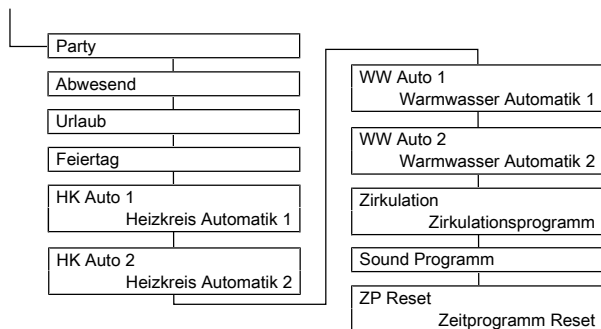 Party
Abwesend
Urlaub
Feiertag
HK Auto 1
Heizkreis Automatik 1
HK Auto 2
Heizkreis Automatik 2
WW Auto 1
Warmwasser Automatik 1
WW Auto 2
Warmwasser Automatik 2
Zirkulation
Zirkulationsprogramm
Sound Programm
ZP Reset
Zeitprogramm Reset